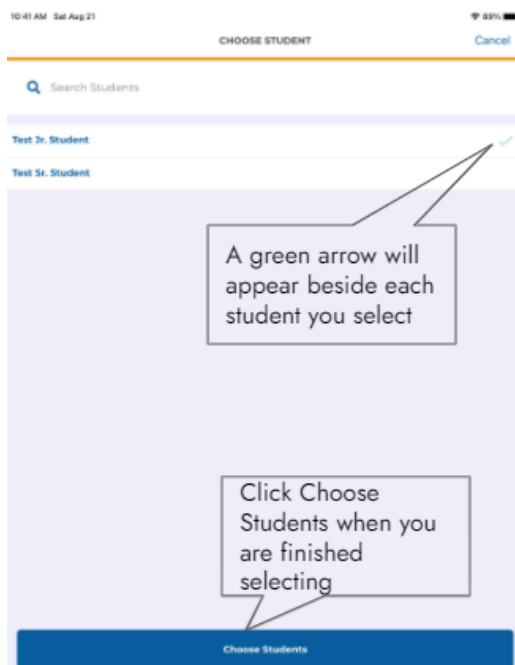 10:41 AM Sat Aug 21
89%
CHOOSE STUDENT
Cancel
Search Students
Test Jr. Student
Test Sr. Student
A green arrow will
appear beside each
student you select
Click Choose
Students when you
are finished
selecting
Choose Students